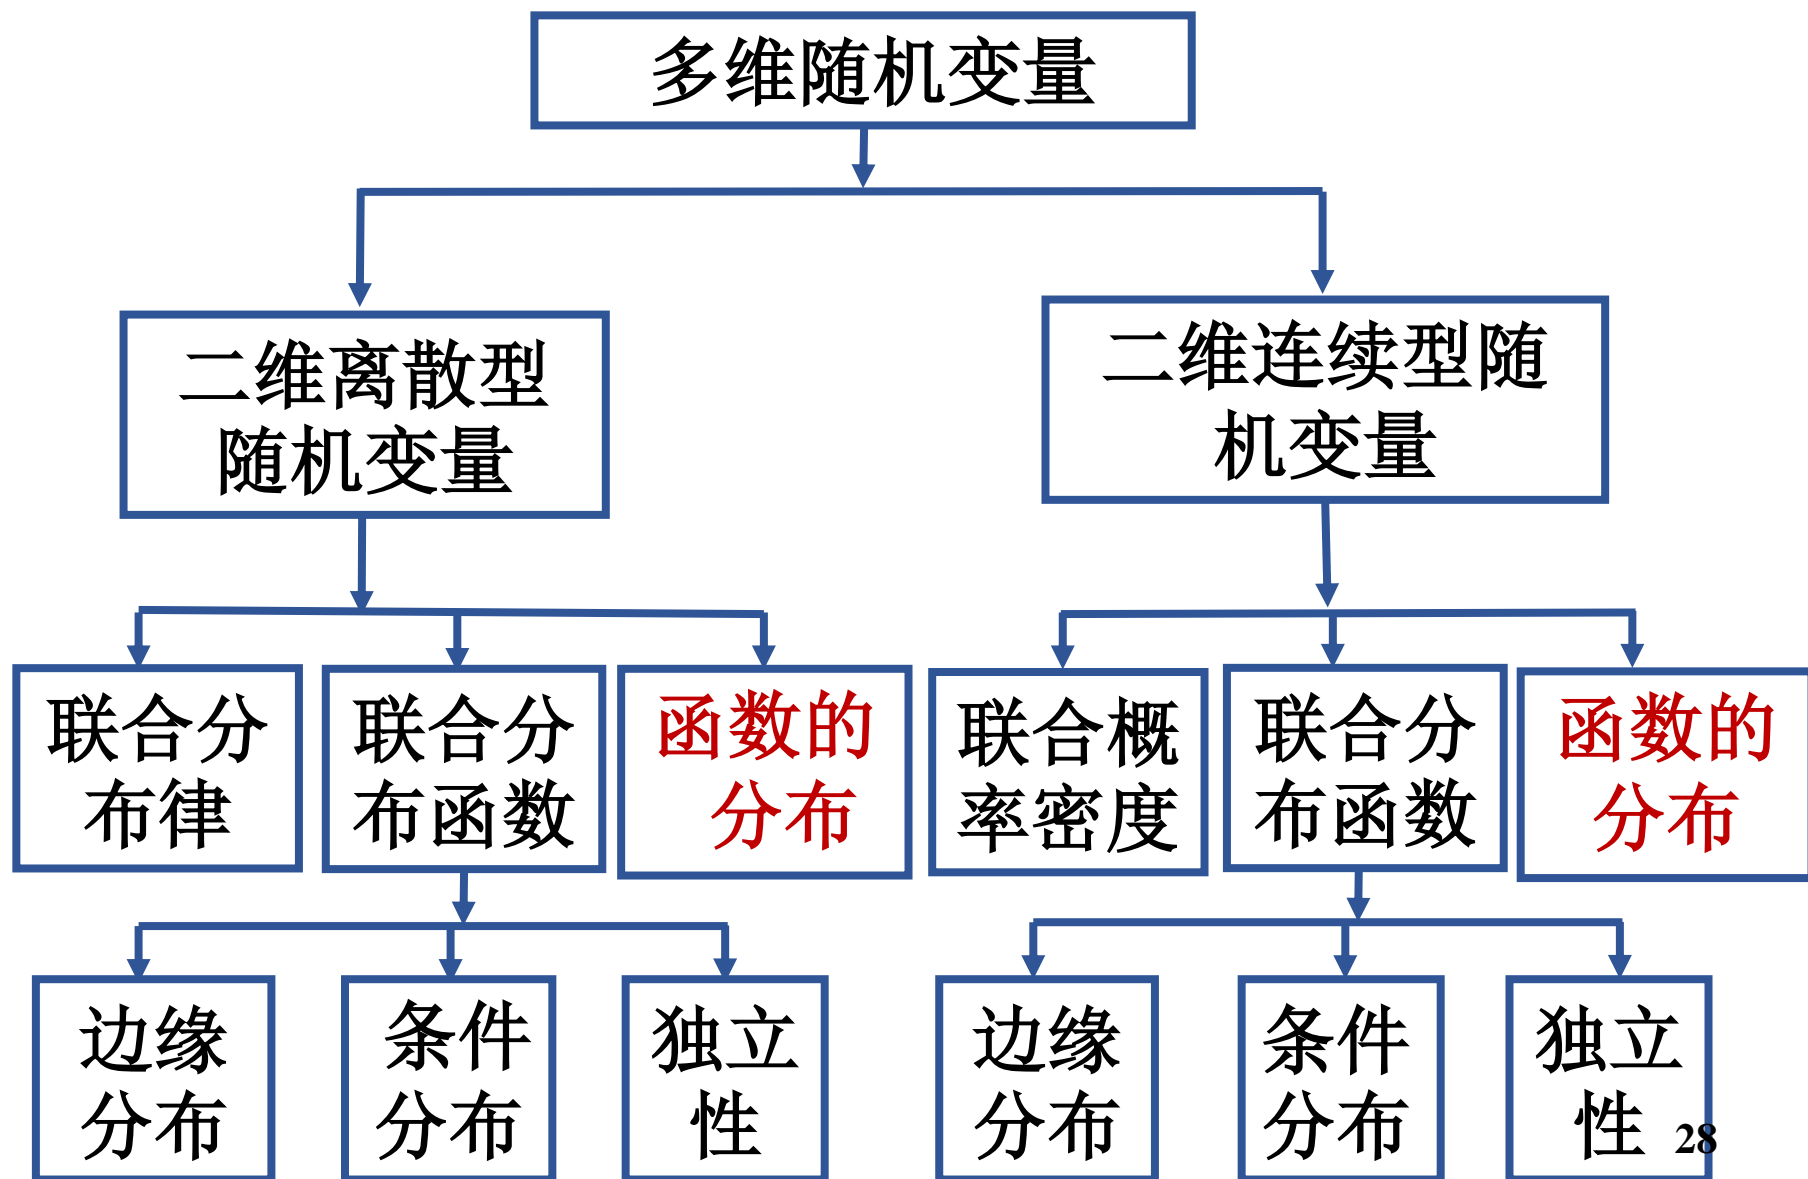 多维随机变量
二维离散型
随机变量
二维连续型随
机变量
联合分
布律
联合分
布函数
函数的
分布
联合概
率密度
联合分
布函数
函数的
分布
边缘
分布
条件
分布
独立
性
边缘
分布
条件
分布
独立
性
28